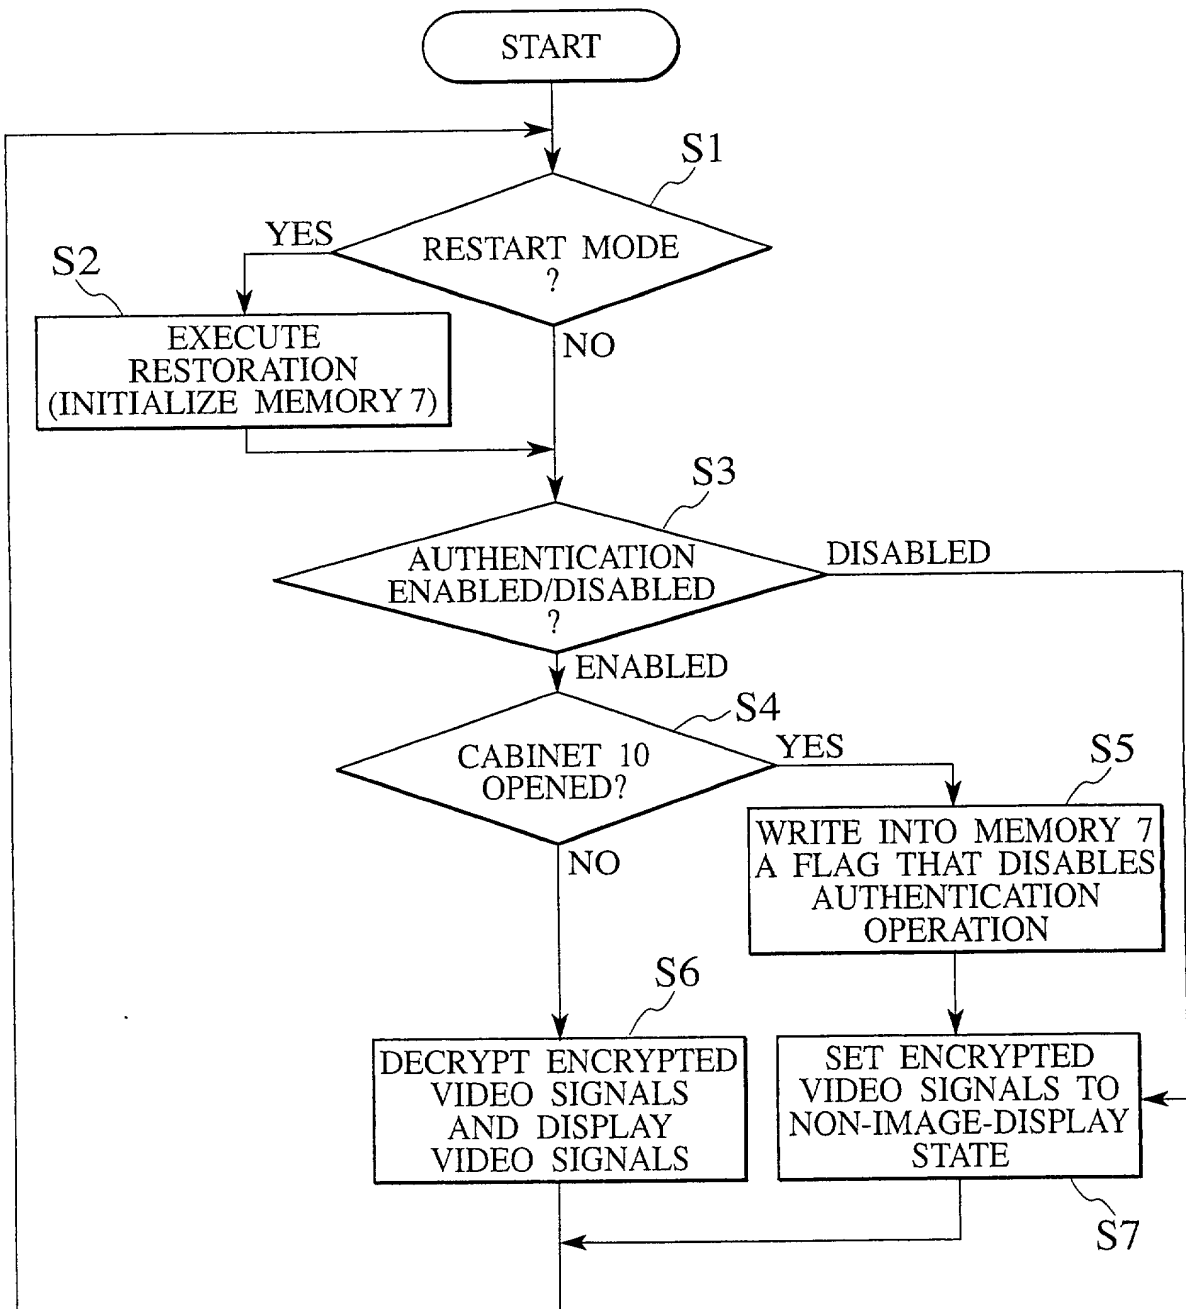 START
S1
RESTART MODE
?
YES
NO
S2
EXECUTE
RESTORATION
(INITIALIZE MEMORY 7)
S3
AUTHENTICATION
ENABLED/DISABLED
?
DISABLED
ENABLED
S4
CABINET 10
OPENED?
YES
NO
S5
WRITE INTO MEMORY 7
A FLAG THAT DISABLES
AUTHENTICATION
OPERATION
S6
DECRYPT ENCRYPTED
VIDEO SIGNALS
AND DISPLAY
VIDEO SIGNALS
SET ENCRYPTED
VIDEO SIGNALS TO
NON-IMAGE-DISPLAY
STATE
S7